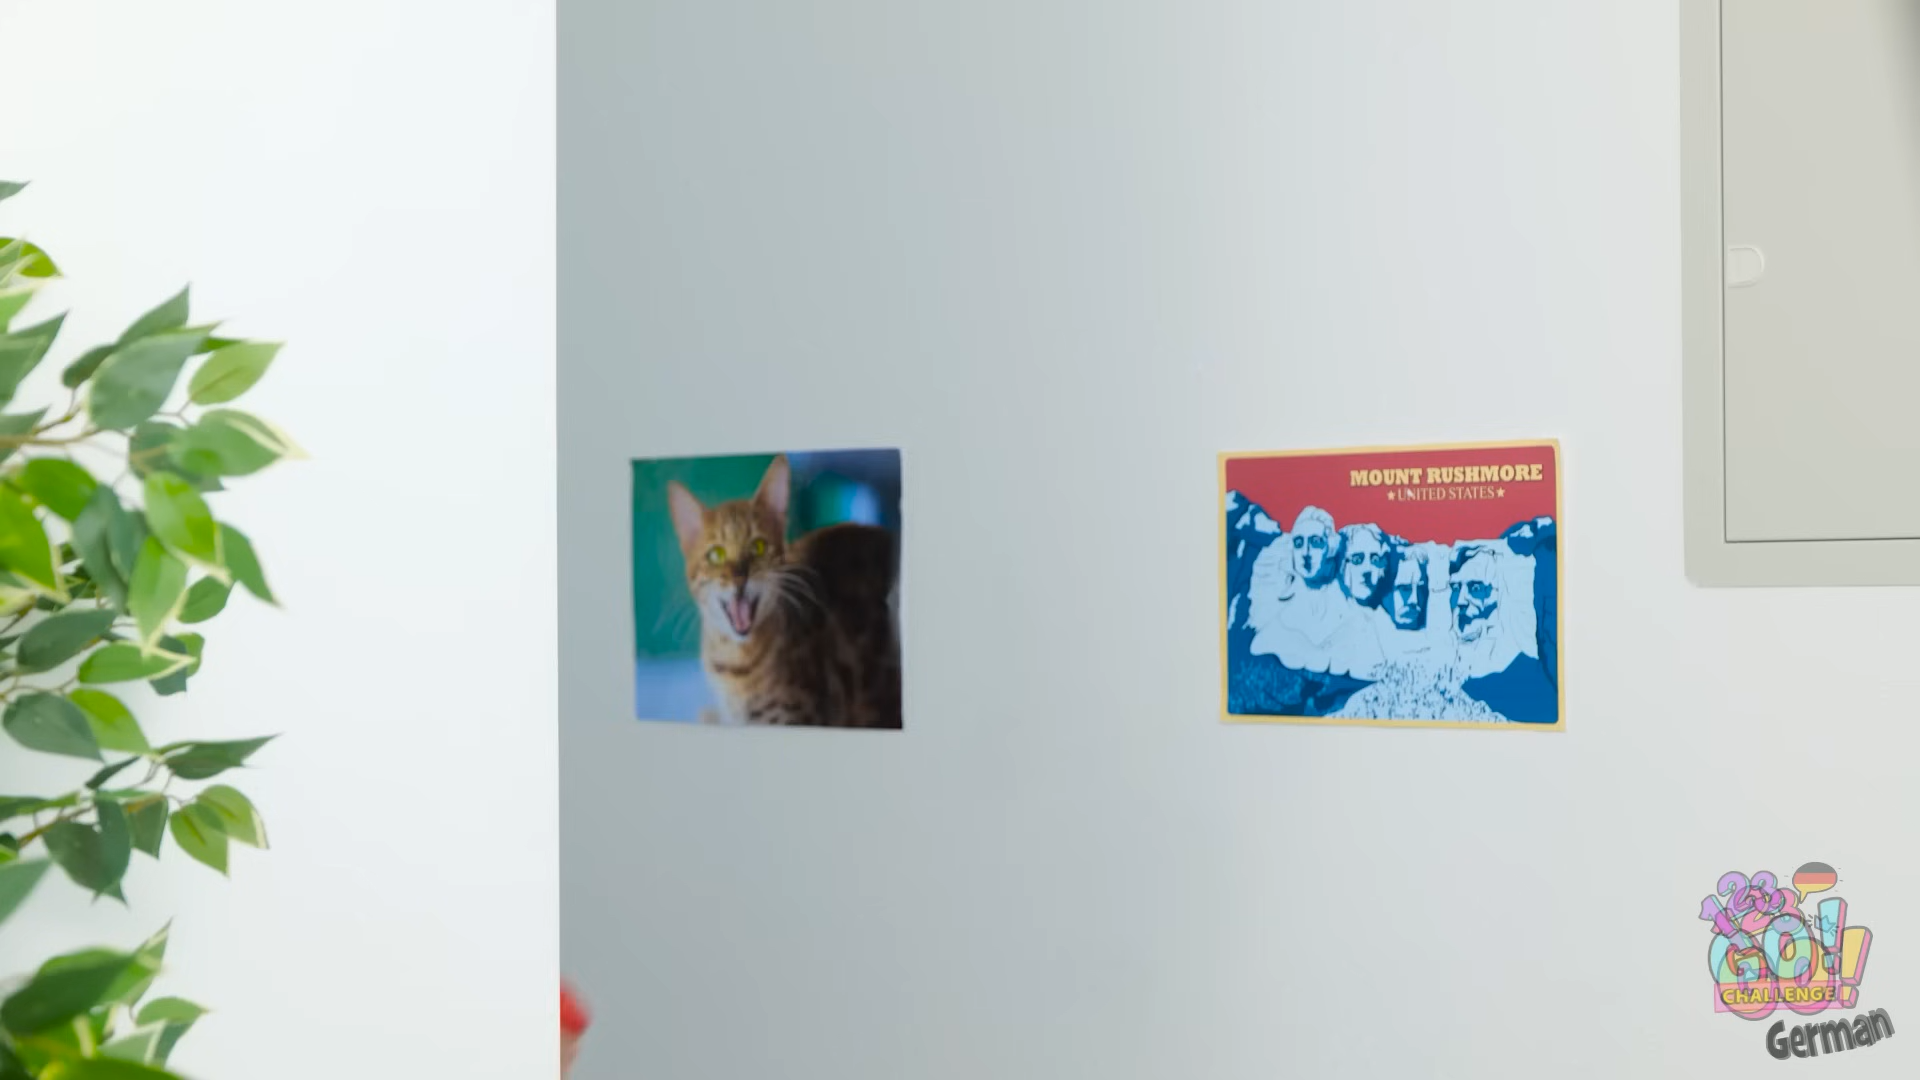 MOUNT RUSHMORE
★UNITED STATES★
123
GO!
CHALLENGE
German